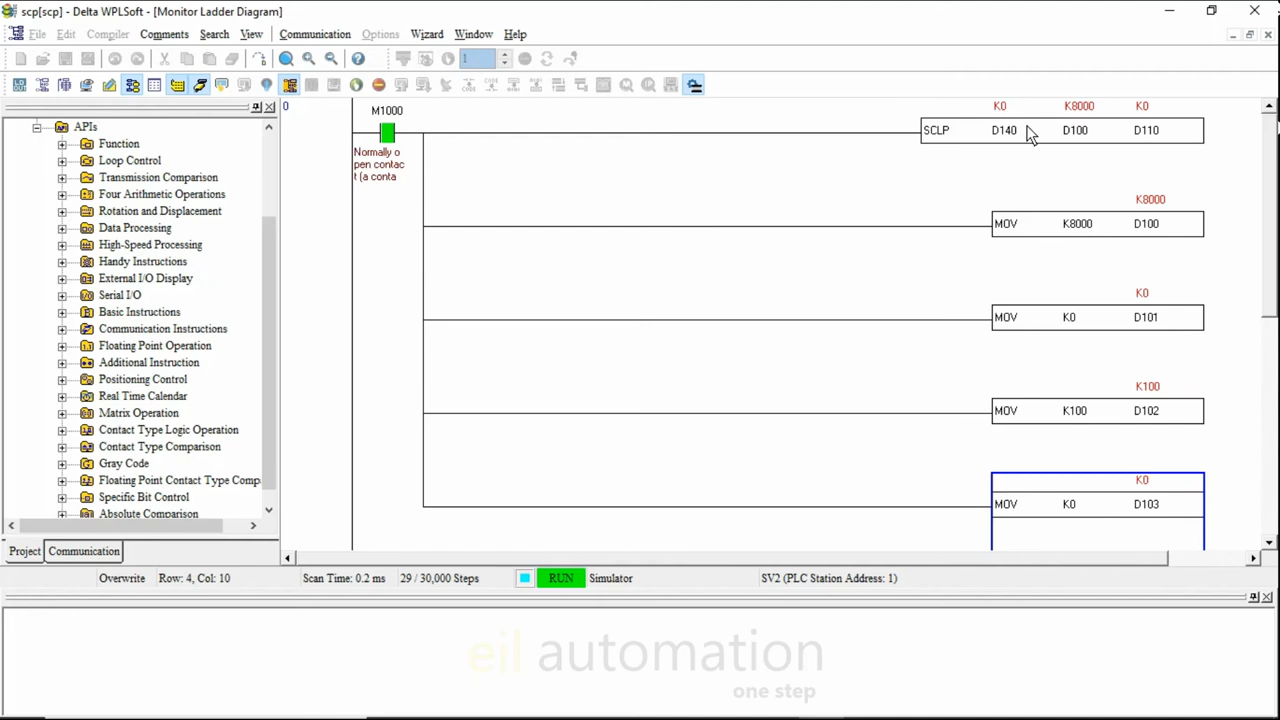 scp[scp] - Delta WPLSoft - [Monitor Ladder Diagram]
File Edit Compiler Comments Search View Communication Options Wizard Window Help
1
APIs
Function
Loop Control
Transmission Comparison
Four Arithmetic Operations
Rotation and Displacement
Data Processing
High-Speed Processing
Handy Instructions
External I/O Display
Serial I/O
Basic Instructions
Communication Instructions
Floating Point Operation
Additional Instruction
Positioning Control
Real Time Calendar
Matrix Operation
Contact Type Logic Operation
Contact Type Comparison
Gray Code
Floating Point Contact Type Comp
Specific Bit Control
Absolute Comparison
Project Communication
0
M1000
Normally o
pen contac
t (a conta
K0 K8000 K0
SCLP D140 D100 D110
K8000
MOV K8000 D100
K0
MOV K0 D101
K100
MOV K100 D102
K0
MOV K0 D103
Overwrite Row: 4, Col: 10 Scan Time: 0.2 ms 29 / 30,000 Steps RUN Simulator SV2 (PLC Station Address: 1)
eil automation
one step